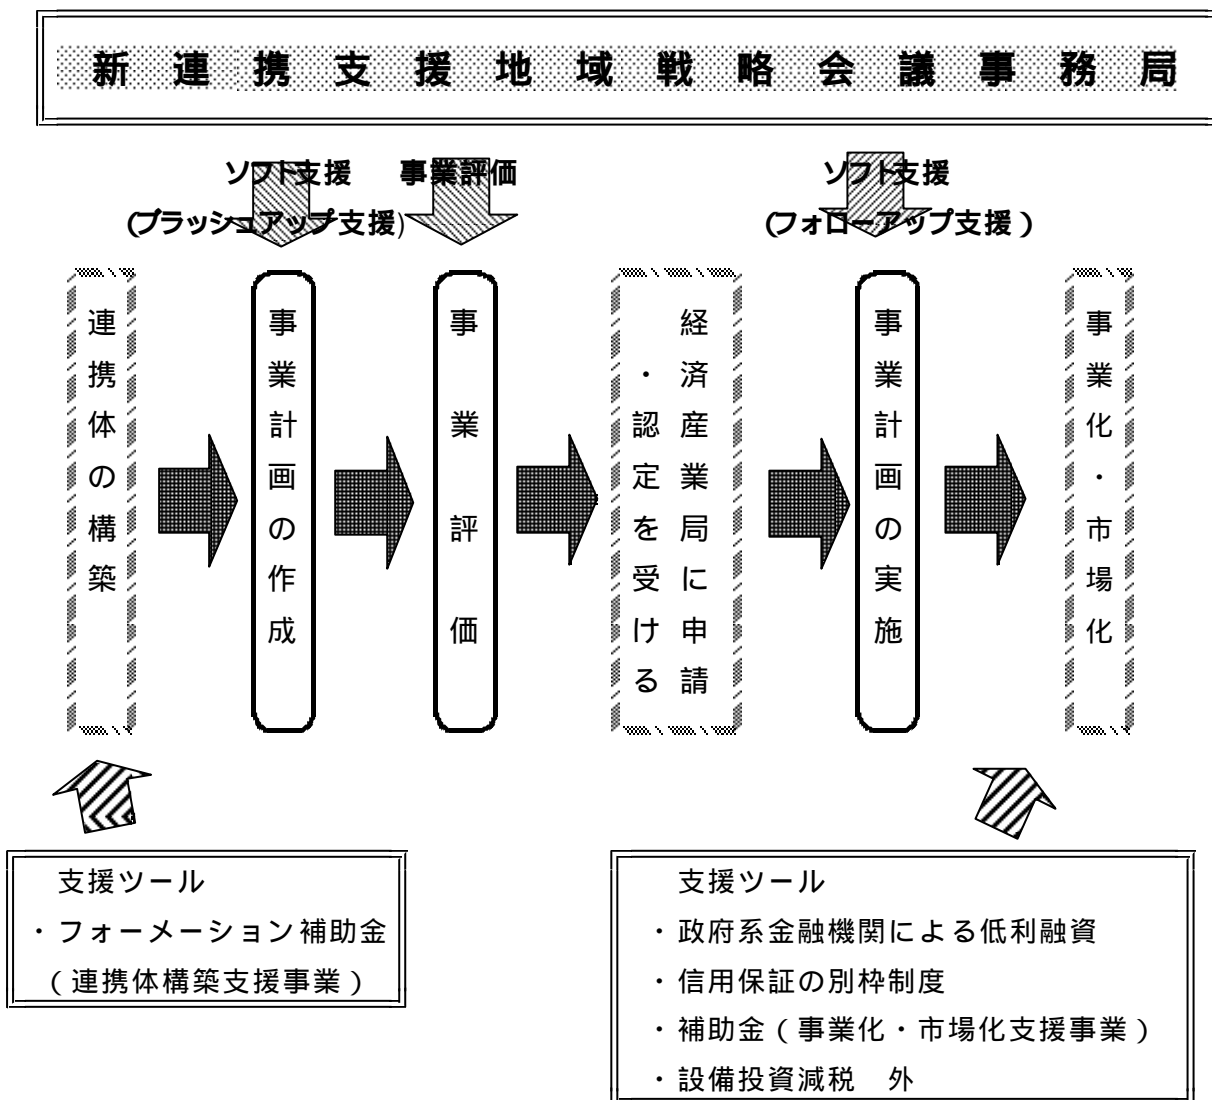 新連携支援地域戦略会議事務局
ソフト支援
(ブラッシュアップ支援)
事業評価
ソフト支援
(フォローアップ支援)
連携体の構築
事業計画の作成
事業評価
経済産業局に申請
・認定を受ける
事業計画の実施
事業化・市場化
支援ツール
・フォーメーション補助金
(連携体構築支援事業)
支援ツール
・政府系金融機関による低利融資
・信用保証の別枠制度
・補助金(事業化・市場化支援事業)
・設備投資減税 外